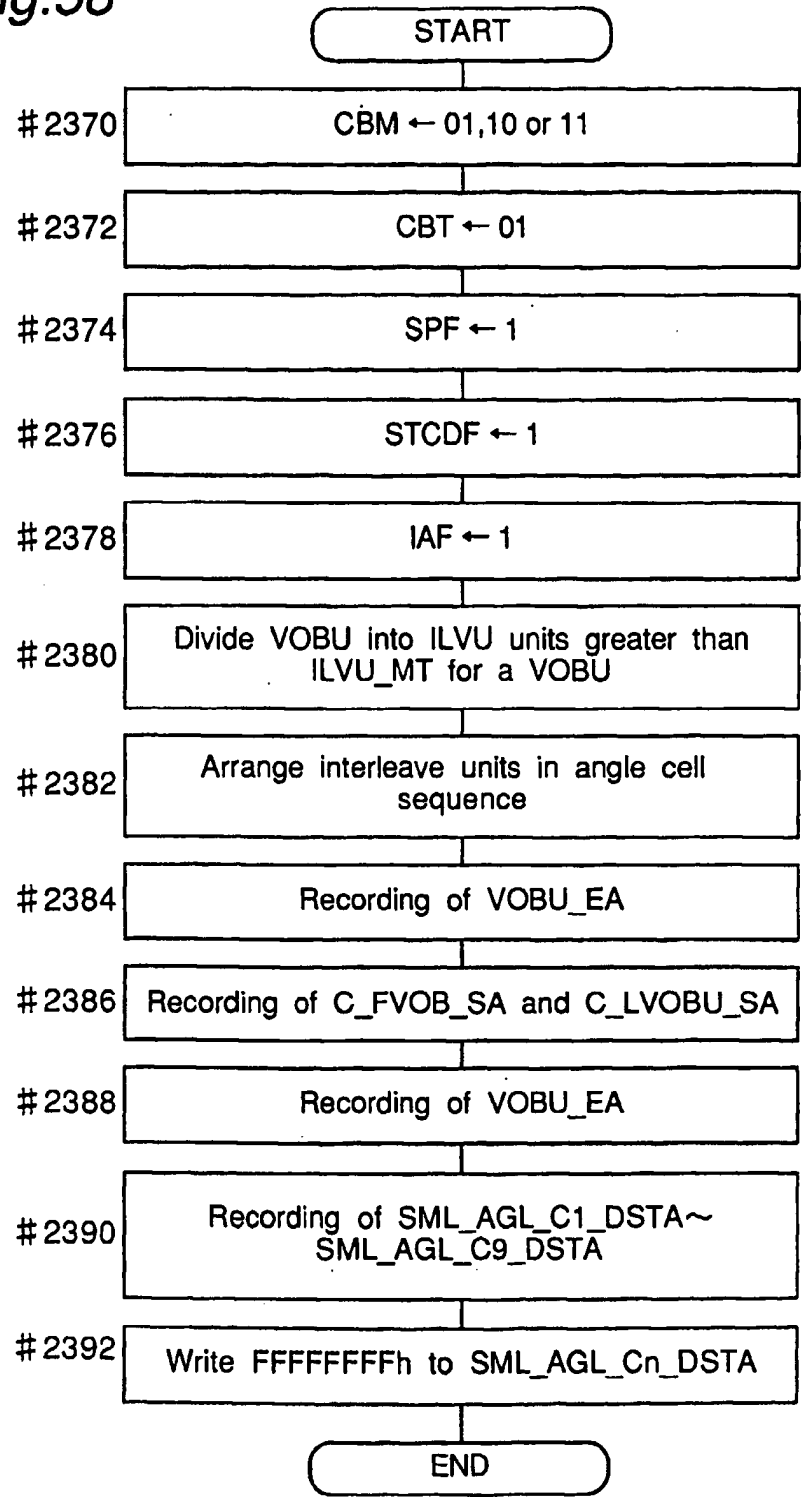 ig.58
START
#2370
CBM ← 01,10 or 11
#2372
CBT ← 01
#2374
SPF ← 1
#2376
STCDF ← 1
#2378
IAF ← 1
#2380
Divide VOBU into ILVU units greater than
ILVU_MT for a VOBU
#2382
Arrange interleave units in angle cell
sequence
#2384
Recording of VOBU_EA
#2386
Recording of C_FVOB_SA and C_LVOBU_SA
#2388
Recording of VOBU_EA
#2390
Recording of SML_AGL_C1_DSTA~
SML_AGL_C9_DSTA
#2392
Write FFFFFFFFh to SML_AGL_Cn_DSTA
END